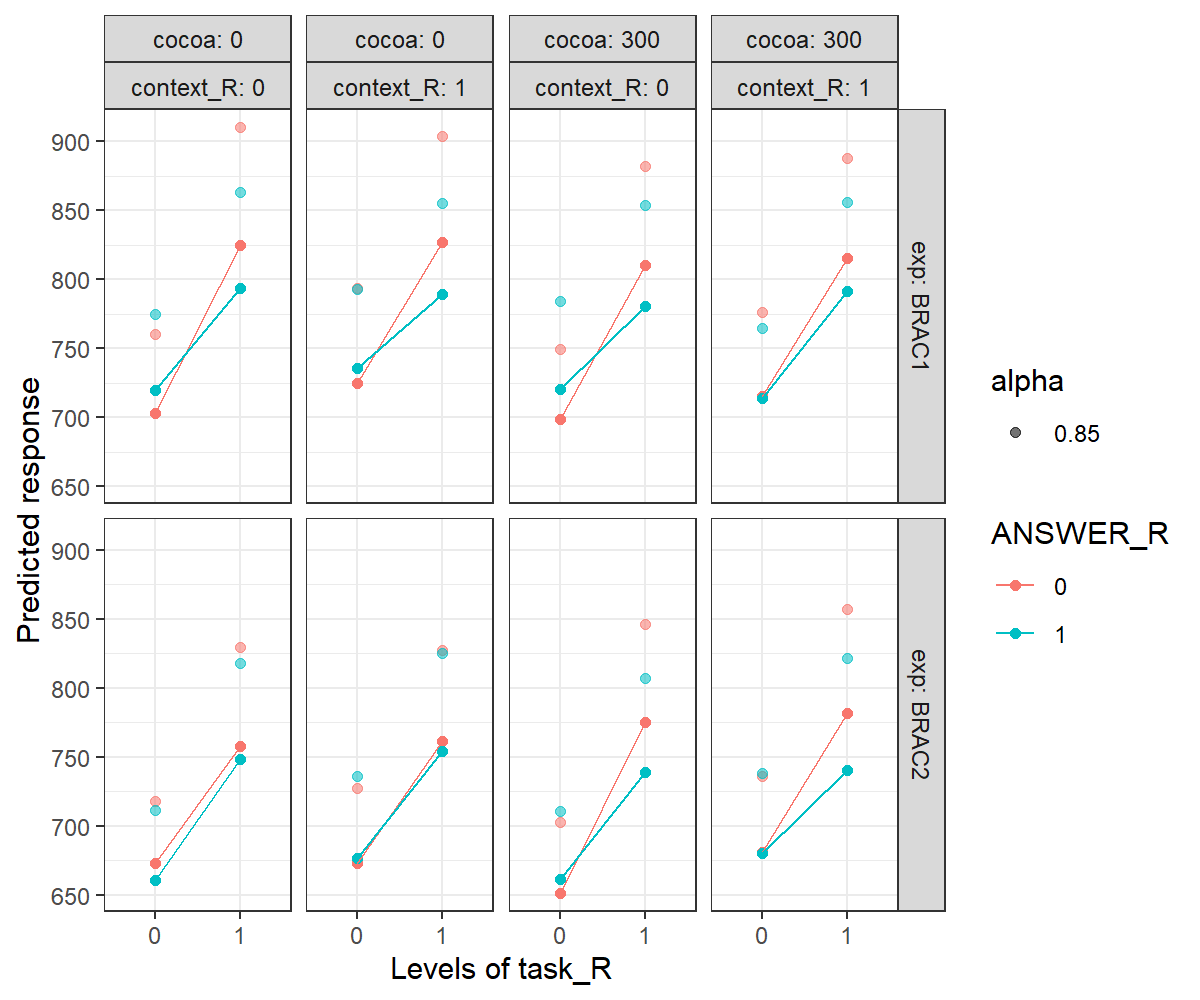 cocoa: 0
cocoa: 0
cocoa: 300
cocoa: 300
context_R: 0
context_R: 1
context_R: 0
context_R: 1
900
850
800
750
700
650
exp: BRAC1
900
850
800
750
700
650
exp: BRAC2
Predicted response
0
1
0
1
0
1
0
1
Levels of task_R
alpha
0.85
ANSWER_R
0
1